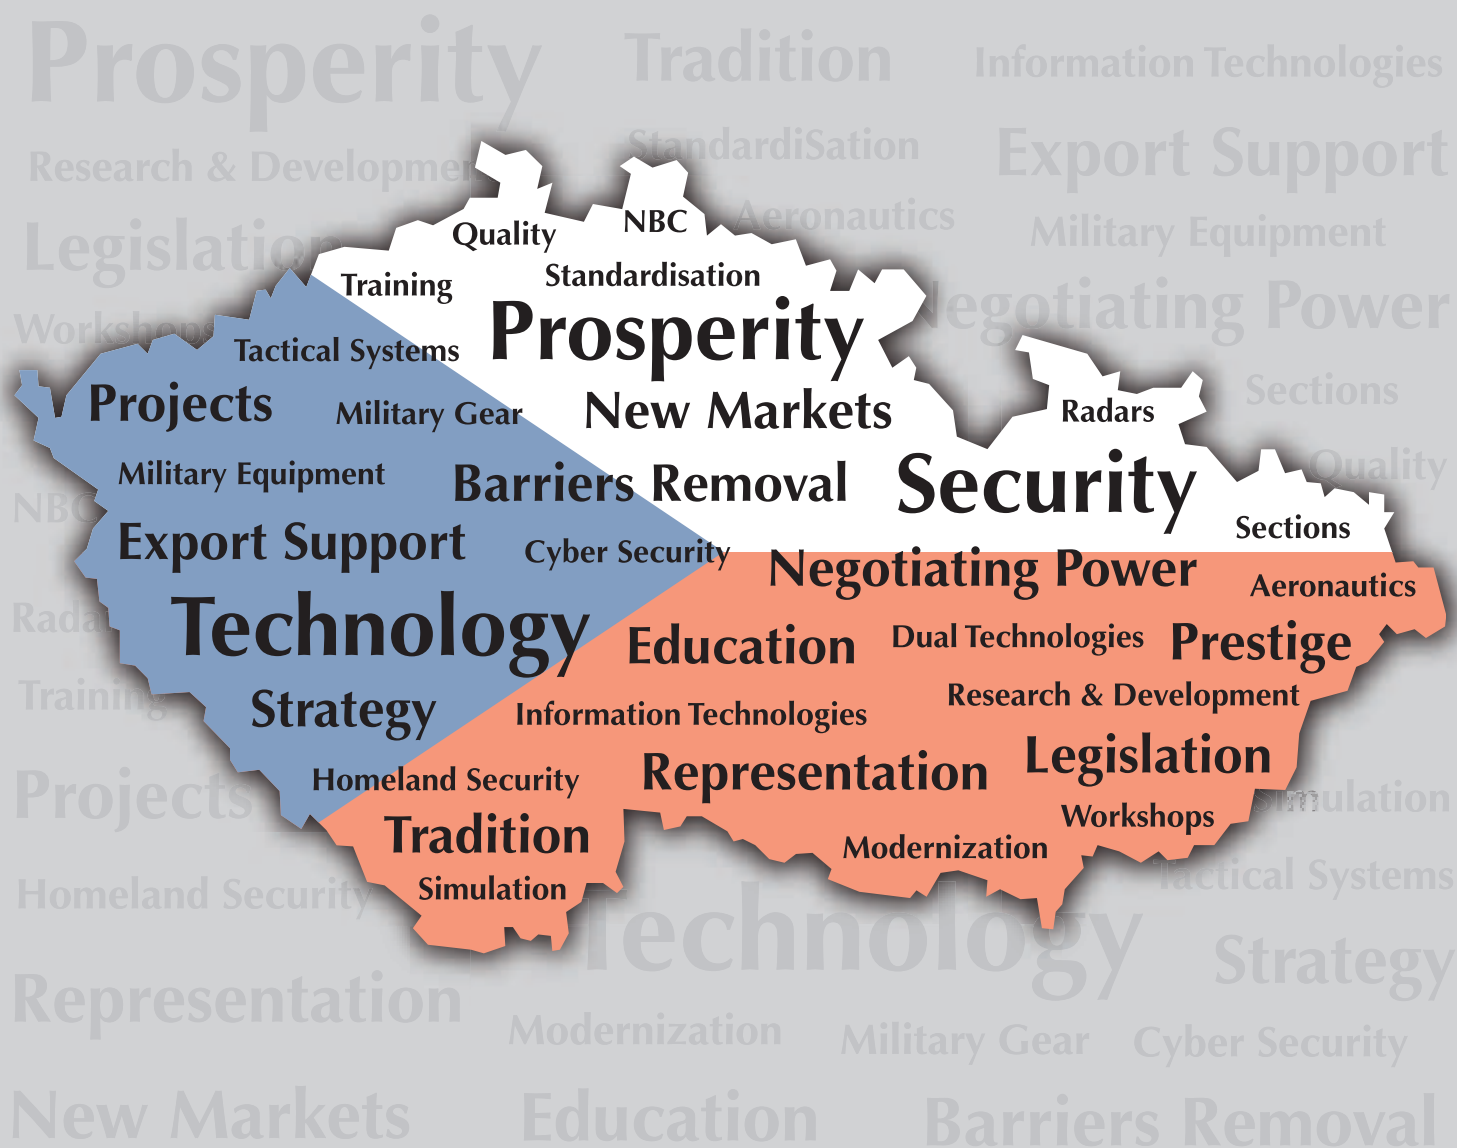 Prosperity
Tradition
Information Technologies
StandardiSation
Export Support
Research & Developmen
Aeronautics
Military Equipment
Legislation
Negotiating Power
Workshops
Sections
Quality
NBC
Radar
Training
Projects
Simulation
Homeland Security
Tactical Systems
Technology
Strategy
Representation
Modernization
Military Gear
Cyber Security
New Markets
Education
Barriers Removal
Quality
NBC
Training
Standardisation
Prosperity
Tactical Systems
Projects
Military Gear
New Markets
Radars
Military Equipment
Barriers Removal
Security
Sections
Export Support
Cyber Security
Negotiating Power
Aeronautics
Technology
Education
Dual Technologies
Prestige
Strategy
Information Technologies
Research & Development
Homeland Security
Representation
Legislation
Tradition
Workshops
Modernization
Simulation